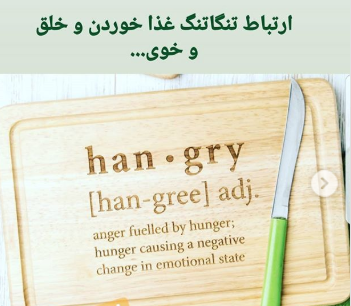 ارتباط تنگاتنگ غذا خوردن و خلق
و خوی...
han·gry
[han-gree] adj.
anger fuelled by hunger;
hunger causing a negative
change in emotional state